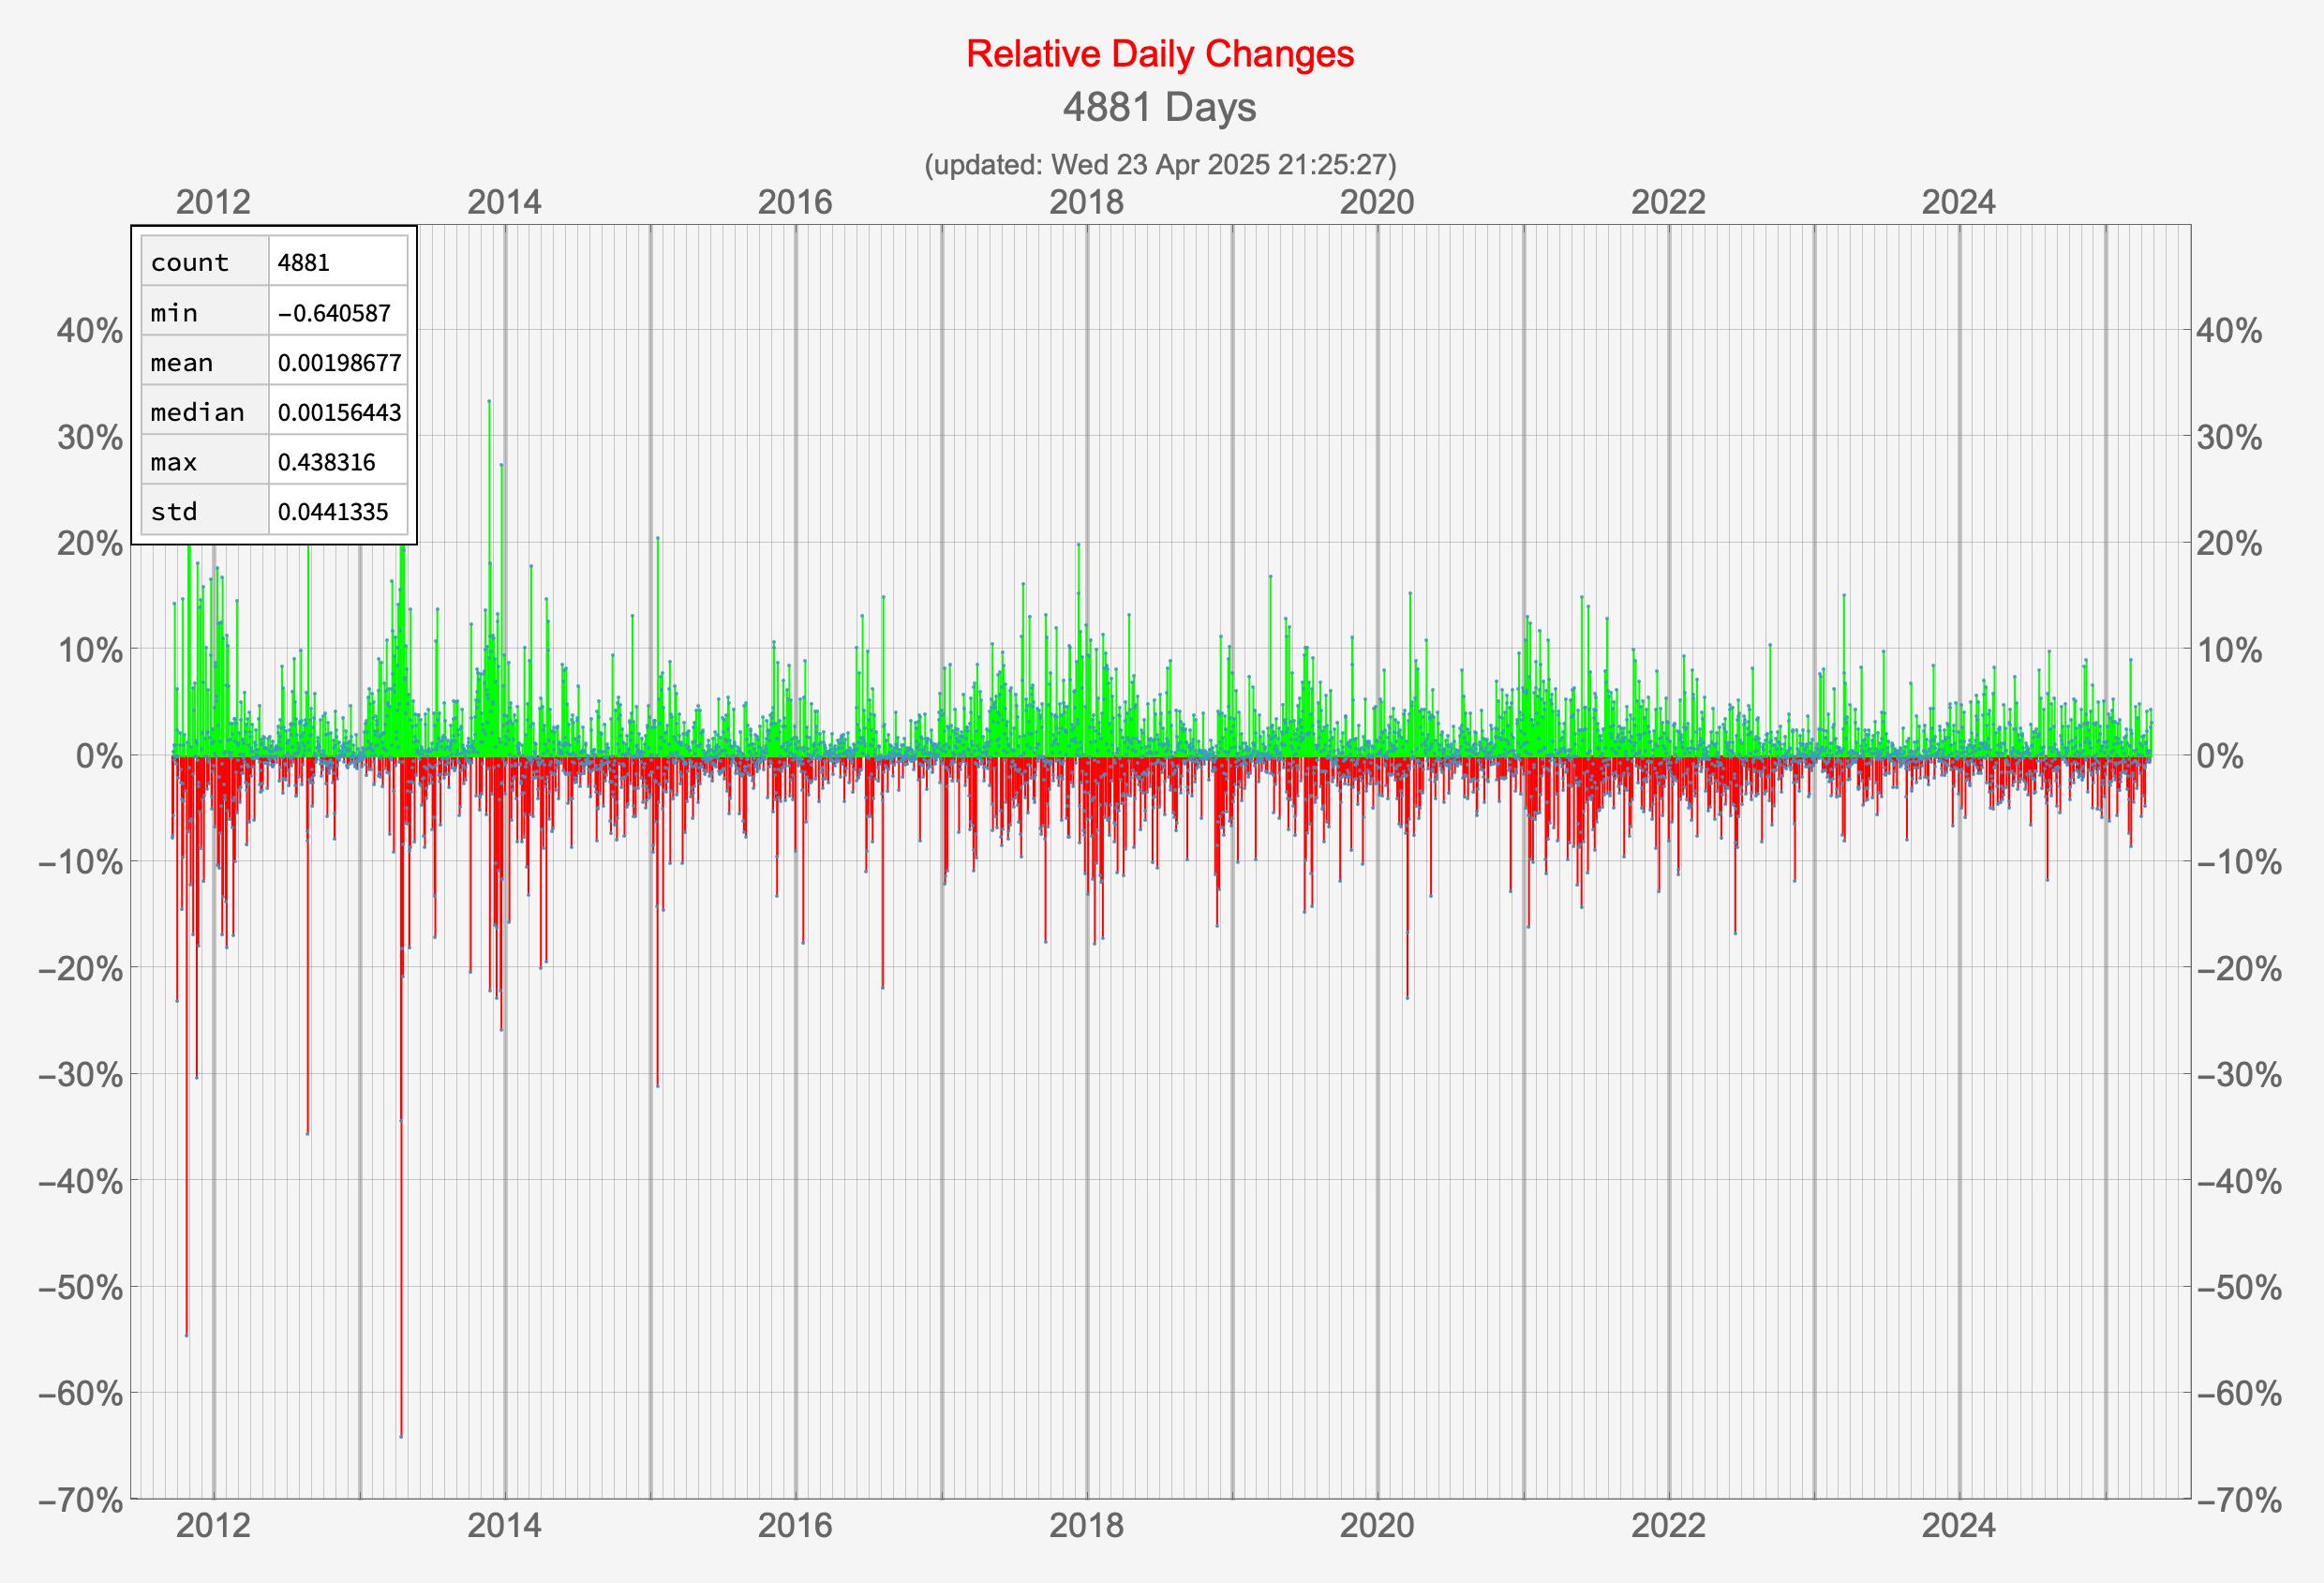 Relative Daily Changes
4881 Days
(updated: Wed 23 Apr 2025 21:25:27)
2012 2014 2016 2018 2020 2022 2024
count 4881
min −0.640587
mean 0.00198677
median 0.00156443
max 0.438316
std 0.0441335
40% 40%
30% 30%
20% 20%
10% 10%
0% 0%
−10% −10%
−20% −20%
−30% −30%
−40% −40%
−50% −50%
−60% −60%
−70% −70%
2012 2014 2016 2018 2020 2022 2024